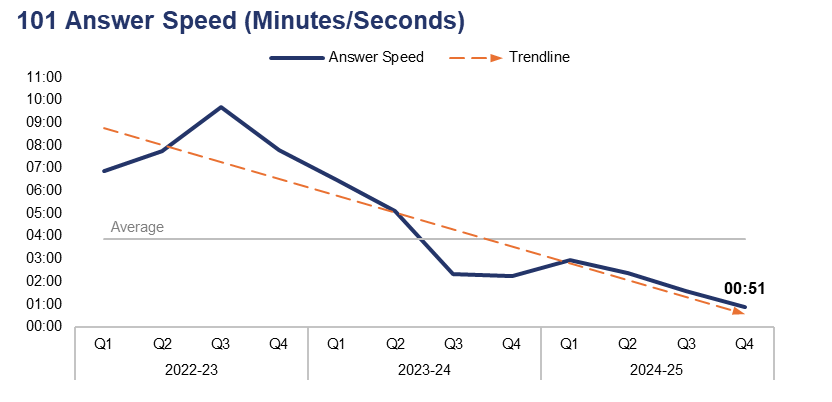 101 Answer Speed (Minutes/Seconds)
Answer Speed Trendline
11:00
10:00
09:00
08:00
07:00
06:00
05:00
04:00
03:00
02:00
01:00
00:00
Average
00:51
Q1 Q2 Q3 Q4 Q1 Q2 Q3 Q4 Q1 Q2 Q3 Q4
2022-23 2023-24 2024-25